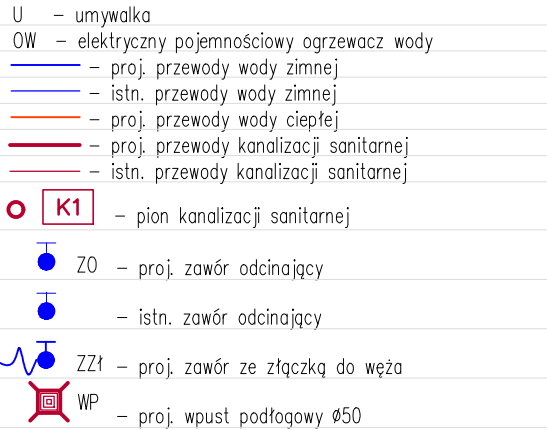 U – umywalka
OW – elektryczny pojemnościowy ogrzewacz wody
– proj. przewody wody zimnej
– istn. przewody wody zimnej
– proj. przewody wody ciepłej
– proj. przewody kanalizacji sanitarnej
– istn. przewody kanalizacji sanitarnej
K1 – pion kanalizacji sanitarnej
ZO – proj. zawór odcinający
– istn. zawór odcinający
ZZł – proj. zawór ze złączką do węża
WP – proj. wpust podłogowy Ø50